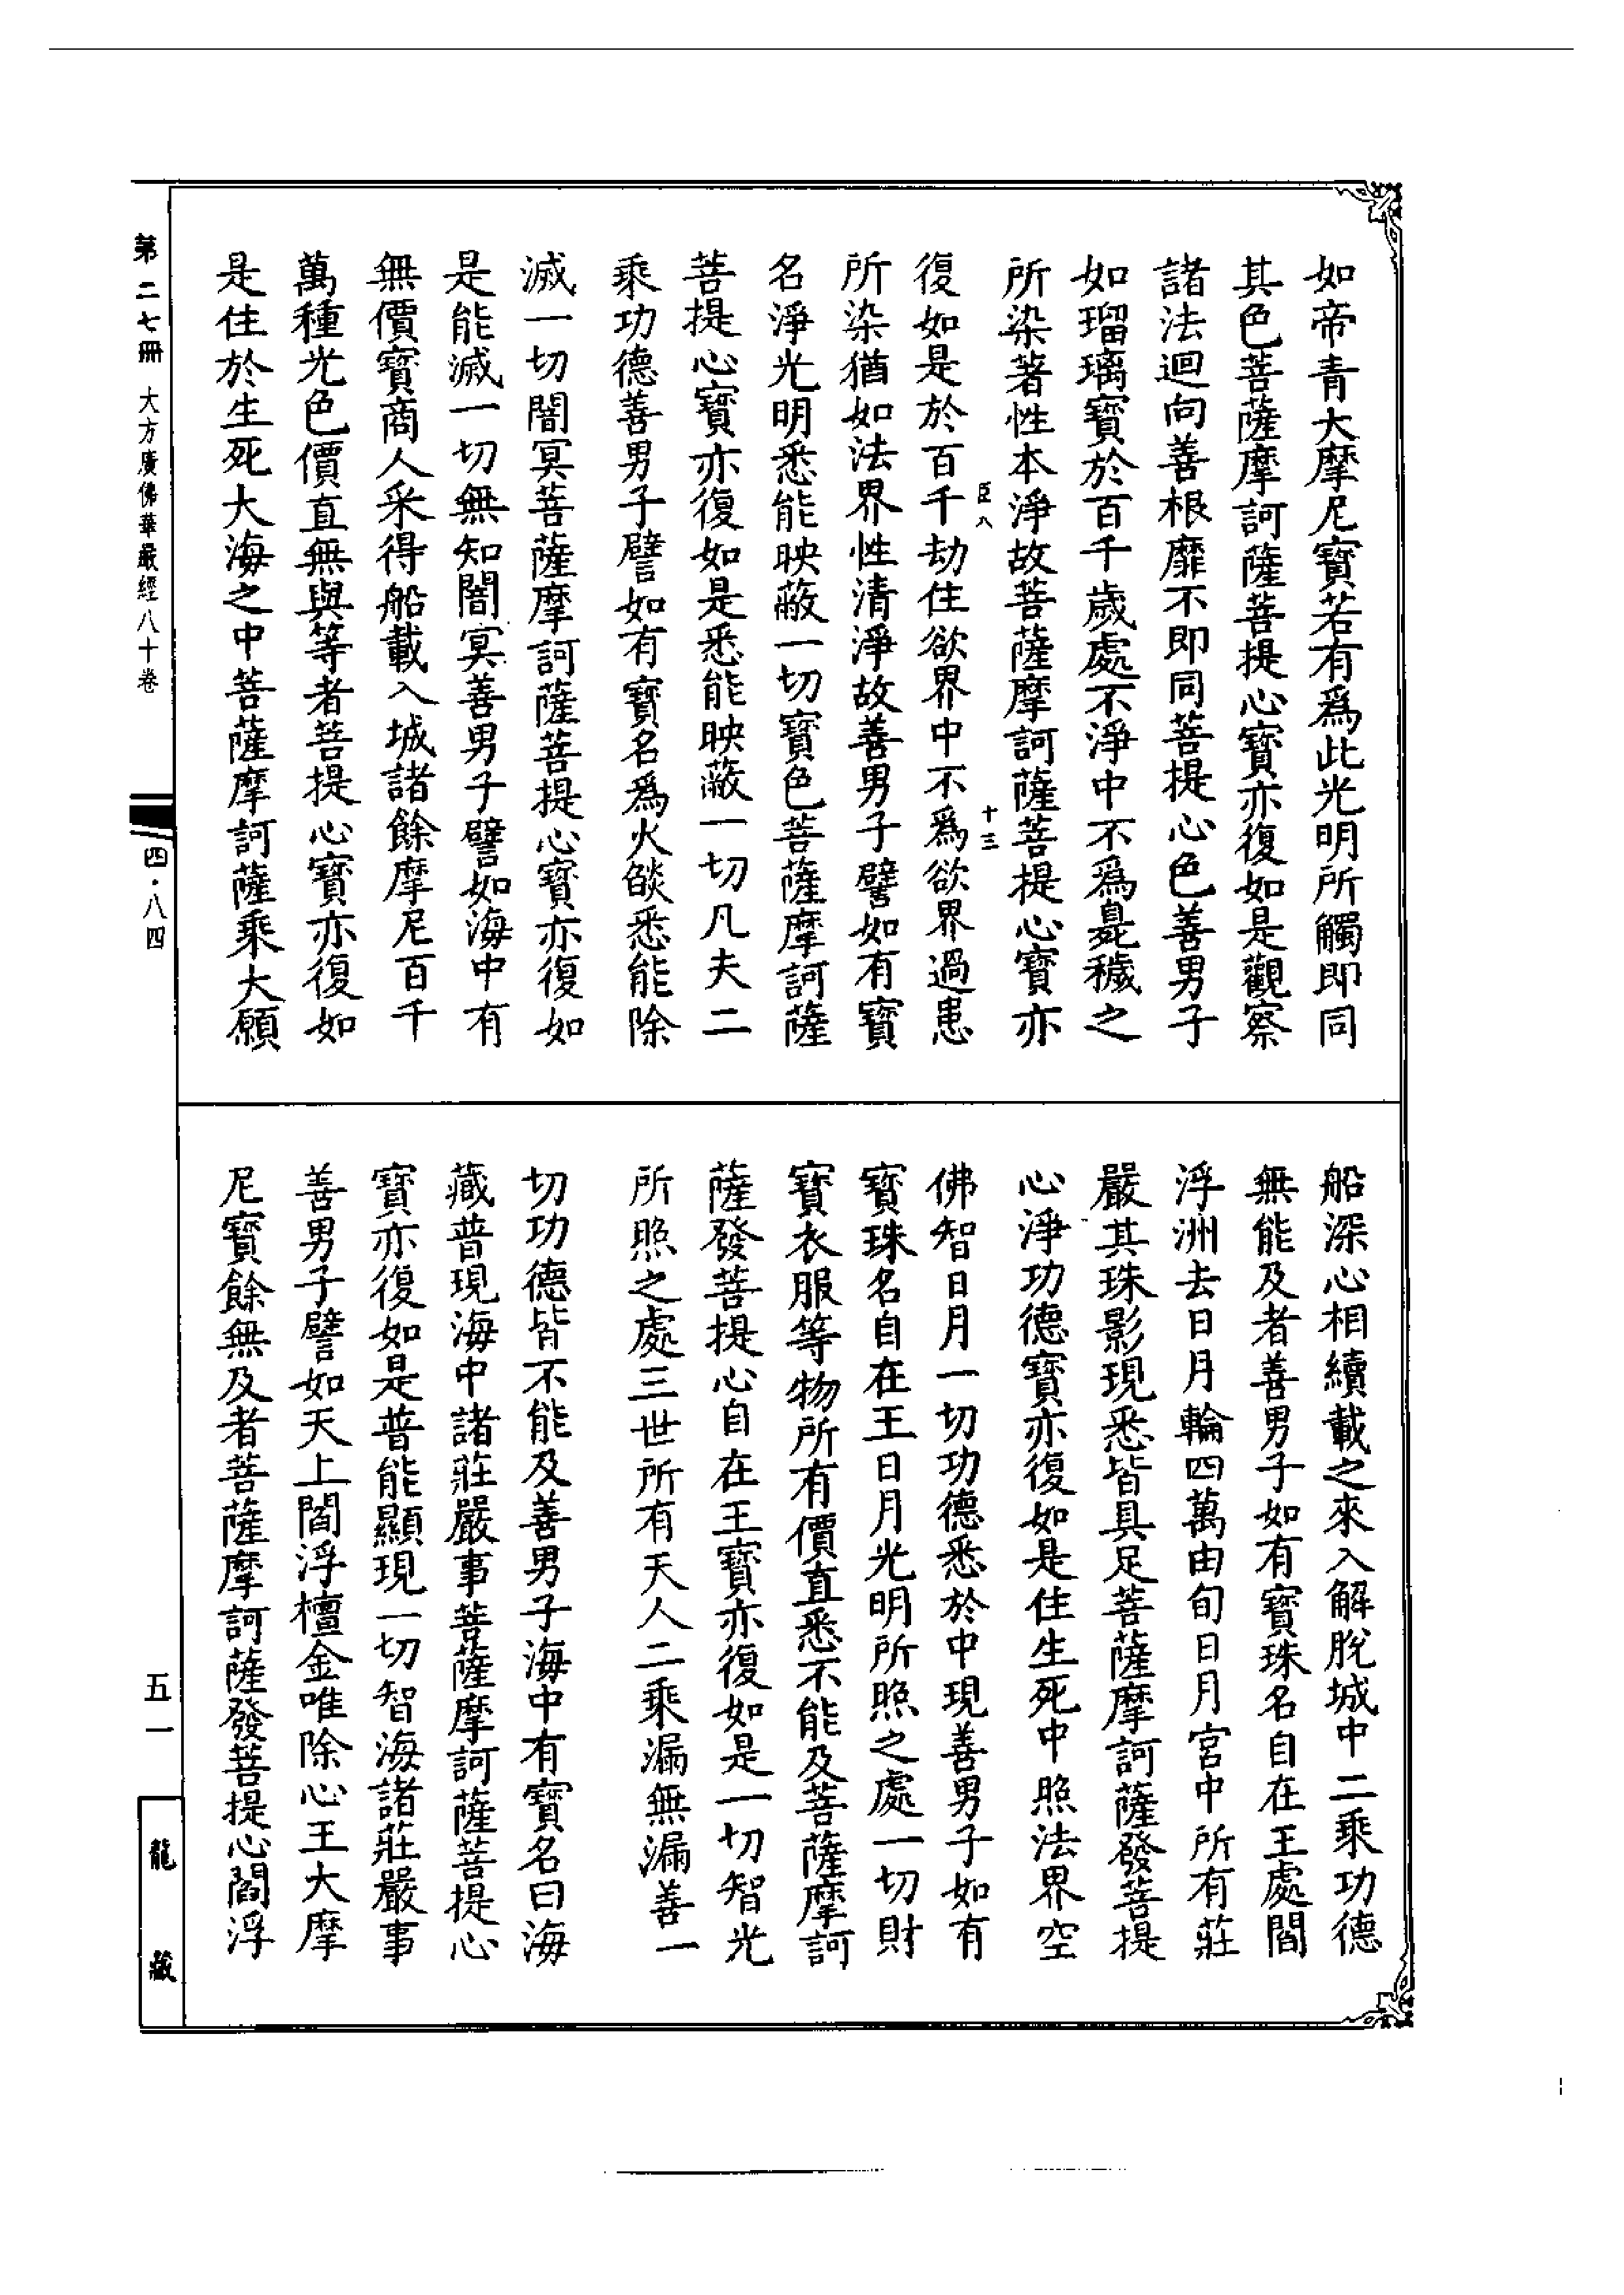 如帝青大摩尼寶若有爲此光明所觸即同
其色菩薩摩訶薩菩提心寶亦復如是觀察
諸法迴向善根靡不即同菩提心色善男子
如瑠璃寶於百千歲處不淨中不爲臭穢之
所染著性本淨故菩薩摩訶薩菩提心寶亦
臣八
十三
復如是於百千劫住欲界中不爲欲界過患
所染猶如法界性清淨故善男子譬如有寶
名淨光明悉能映蔽一切寶色菩薩摩訶薩
菩提心寶亦復如是悉能映蔽一切凡夫二
乘功德善男子譬如有寶名爲火燄悉能除
滅一切闇冥菩薩摩訶薩菩提心寶亦復如
是能滅一切無知闇冥善男子譬如海中有
無價寶商人采得船載入城諸餘摩尼百千
萬種光色價直無與等者菩提心寶亦復如
是住於生死大海之中菩薩摩訶薩乘大願
船深心相續載之來入解脫城中二乘功德
無能及者善男子如有寶珠名自在王處閻
浮洲去日月輪四萬由旬日月宮中所有莊
嚴其珠影現悉皆具足菩薩摩訶薩發菩提
心淨功德寶亦復如是住生死中照法界空
佛智日月一切功德悉於中現善男子如有
寶珠名自在王日月光明所照之處一切財
寶衣服等物所有價直悉不能及菩薩摩訶
薩發菩提心自在王寶亦復如是一切智光
所照之處三世所有天人二乘漏無漏善一
切功德皆不能及善男子海中有寶名曰海
藏普現海中諸莊嚴事菩薩摩訶薩菩提心
寶亦復如是普能顯現一切智海諸莊嚴事
善男子譬如天上閻浮檀金唯除心王大摩
尼寶餘無及者菩薩摩訶薩發菩提心閻浮
第二七冊 大方廣佛華嚴經八十卷
四·八四
五一
龍藏